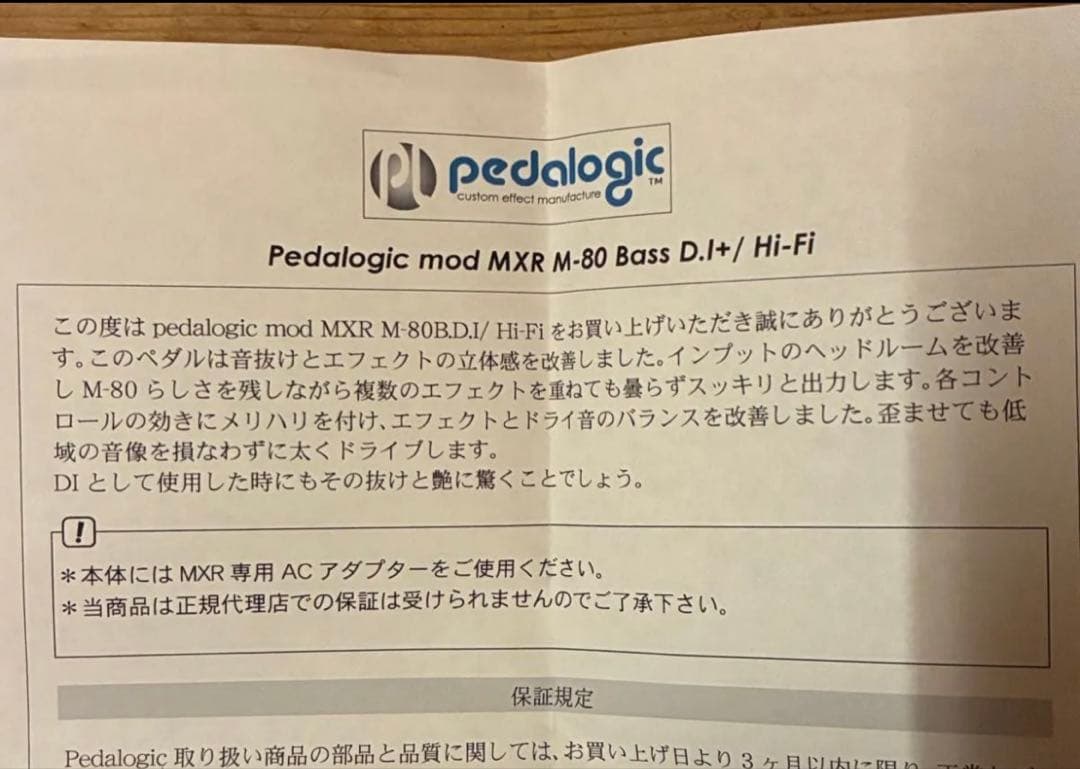 pl pedalogic™
custom effect manufacture
Pedalogic mod MXR M-80 Bass D.I+/ Hi-Fi
この度は pedalogic mod MXR M-80B.D.I/ Hi-Fi をお買い上げいただき誠にありがとうございま
す。このペダルは音抜けとエフェクトの立体感を改善しました。インプットのヘッドルームを改善
し M-80 らしさを残しながら複数のエフェクトを重ねても曇らずスッキリと出力します。各コント
ロールの効きにメリハリを付け、エフェクトとドライ音のバランスを改善しました。歪ませても低
域の音像を損なわずに太くドライブします。
DI として使用した時にもその抜けと艶に驚くことでしょう。
!
＊本体には MXR 専用 AC アダプターをご使用ください。
＊当商品は正規代理店での保証は受けられませんのでご了承下さい。
保証規定
Pedalogic 取り扱い商品の部品と品質に関しては、お買い上げ日より 3 ヶ月以内に限り、